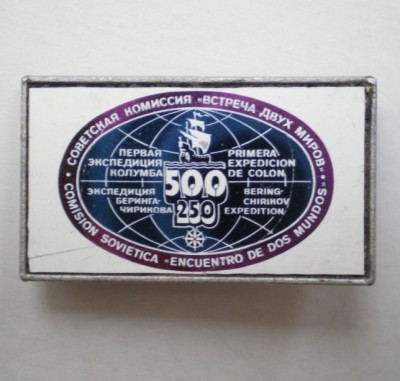 • СОВЕТСКАЯ КОМИССИЯ «ВСТРЕЧА ДВУХ МИРОВ» •
ПЕРВАЯ
ЭКСПЕДИЦИЯ
КОЛУМБА
500
PRIMERA
EXPEDICION
DE COLON
ЭКСПЕДИЦИЯ
БЕРИНГА-
ЧИРИКОВА
250
BERING-
CHIRIKOV
EXPEDITION
COMISION SOVIETICA «ENCUENTRO DE DOS MUNDOS»